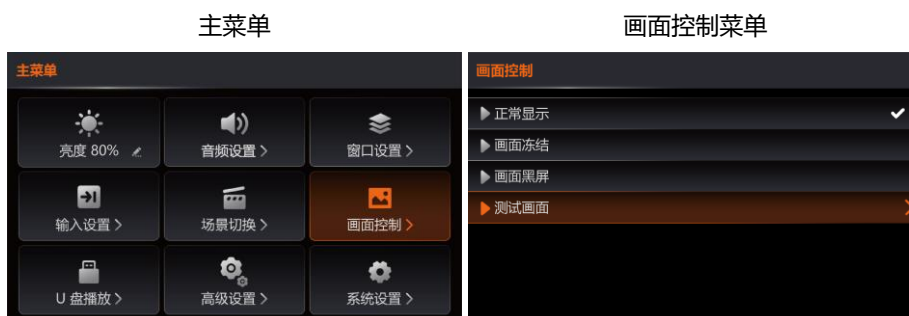 主菜单
画面控制菜单
主菜单
亮度 80%
音频设置
窗口设置
输入设置
场景切换
画面控制
U 盘播放
高级设置
系统设置
画面控制
正常显示
画面冻结
画面黑屏
测试画面